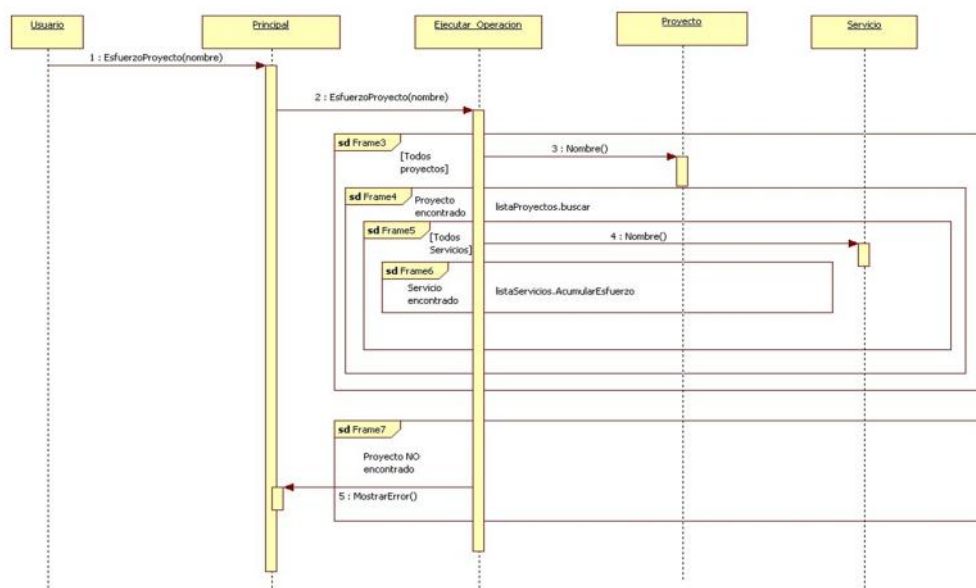 Usuario
Principal
Ejecutar_Operacion
Proyecto
Servicio
1 : EsfuerzoProyecto(nombre)
2 : EsfuerzoProyecto(nombre)
sd Frame3
[Todos
proyectos]
3 : Nombre()
sd Frame4
Proyecto
encontrado
listaProyectos.buscar
sd Frame5
[Todos
Servicios]
4 : Nombre()
sd Frame6
Servicio
encontrado
listaServicios.AcumularEsfuerzo
sd Frame7
Proyecto NO
encontrado
5 : MostrarError()